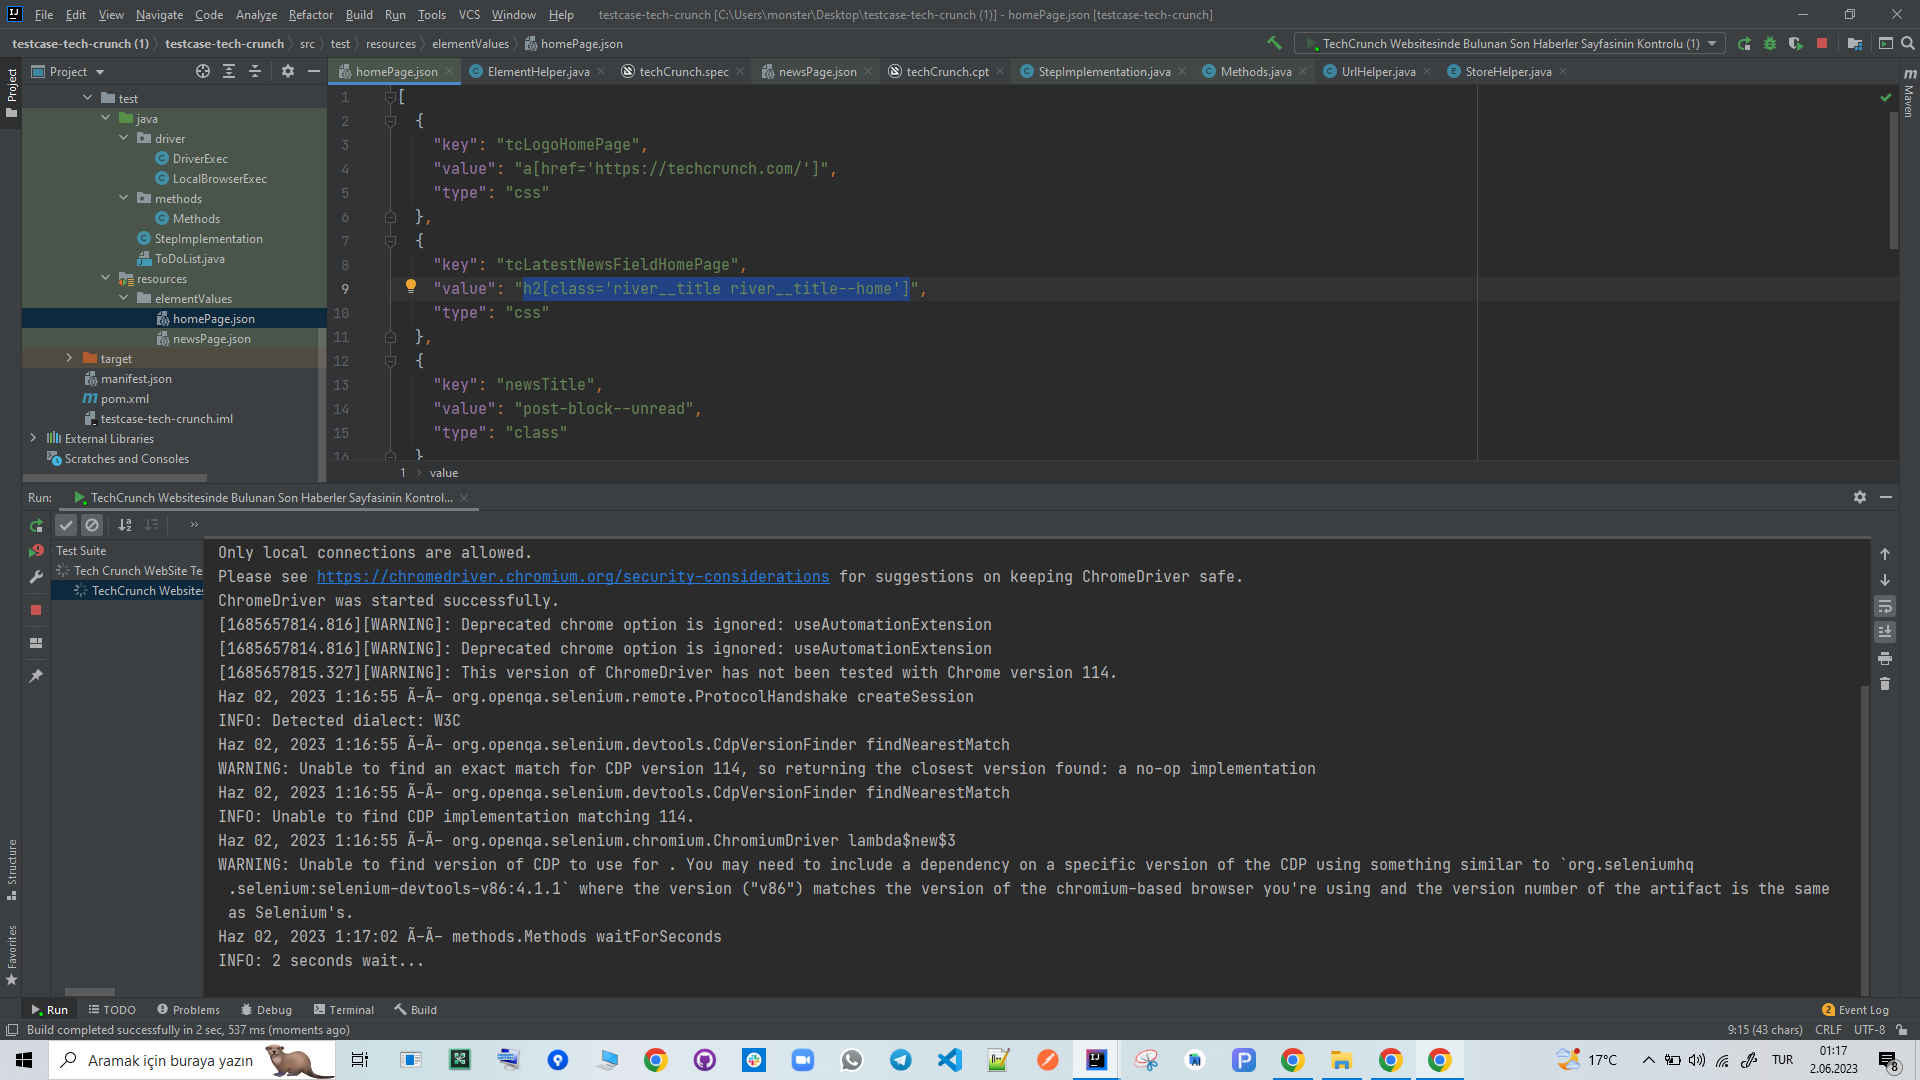 File Edit View Navigate Code Analyze Refactor Build Run Tools VCS Window Help testcase-tech-crunch [C:\Users\monster\Desktop\testcase-tech-crunch (1)] - homePage.json [testcase-tech-crunch]
testcase-tech-crunch (1) testcase-tech-crunch src test resources elementValues homePage.json TechCrunch Websitesinde Bulunan Son Haberler Sayfasinin Kontrolu (1)
Project
homePage.json ElementHelper.java techCrunch.spec newsPage.json techCrunch.cpt StepImplementation.java Methods.java UrlHelper.java StoreHelper.java
Project
Maven
test
java
driver
DriverExec
LocalBrowserExec
methods
Methods
StepImplementation
ToDoList.java
resources
elementValues
homePage.json
newsPage.json
target
manifest.json
pom.xml
testcase-tech-crunch.iml
External Libraries
Scratches and Consoles
1 [
2 {
3 "key": "tcLogoHomePage",
4 "value": "a[href='https://techcrunch.com/']",
5 "type": "css"
6 },
7 {
8 "key": "tcLatestNewsFieldHomePage",
9 "value": "h2[class='river__title river__title--home']",
10 "type": "css"
11 },
12 {
13 "key": "newsTitle",
14 "value": "post-block--unread",
15 "type": "class"
16 }
1 value
Run: TechCrunch Websitesinde Bulunan Son Haberler Sayfasinin Kontrol...
Test Suite
Tech Crunch WebSite Te
TechCrunch Websites
Only local connections are allowed.
Please see https://chromedriver.chromium.org/security-considerations for suggestions on keeping ChromeDriver safe.
ChromeDriver was started successfully.
[1685657814.816][WARNING]: Deprecated chrome option is ignored: useAutomationExtension
[1685657814.816][WARNING]: Deprecated chrome option is ignored: useAutomationExtension
[1685657815.327][WARNING]: This version of ChromeDriver has not been tested with Chrome version 114.
Haz 02, 2023 1:16:55 Ã-Ã- org.openqa.selenium.remote.ProtocolHandshake createSession
INFO: Detected dialect: W3C
Haz 02, 2023 1:16:55 Ã-Ã- org.openqa.selenium.devtools.CdpVersionFinder findNearestMatch
WARNING: Unable to find an exact match for CDP version 114, so returning the closest version found: a no-op implementation
Haz 02, 2023 1:16:55 Ã-Ã- org.openqa.selenium.devtools.CdpVersionFinder findNearestMatch
INFO: Unable to find CDP implementation matching 114.
Haz 02, 2023 1:16:55 Ã-Ã- org.openqa.selenium.chromium.ChromiumDriver lambda$new$3
WARNING: Unable to find version of CDP to use for . You may need to include a dependency on a specific version of the CDP using something similar to `org.seleniumhq
.selenium:selenium-devtools-v86:4.1.1` where the version ("v86") matches the version of the chromium-based browser you're using and the version number of the artifact is the same
as Selenium's.
Haz 02, 2023 1:17:02 Ã-Ã- methods.Methods waitForSeconds
INFO: 2 seconds wait...
Structure
Favorites
Run TODO Problems Debug Terminal Build 2 Event Log
Build completed successfully in 2 sec, 537 ms (moments ago) 9:15 (43 chars) CRLF UTF-8
Aramak için buraya yazın 17°C TUR 01:17
2.06.2023 8